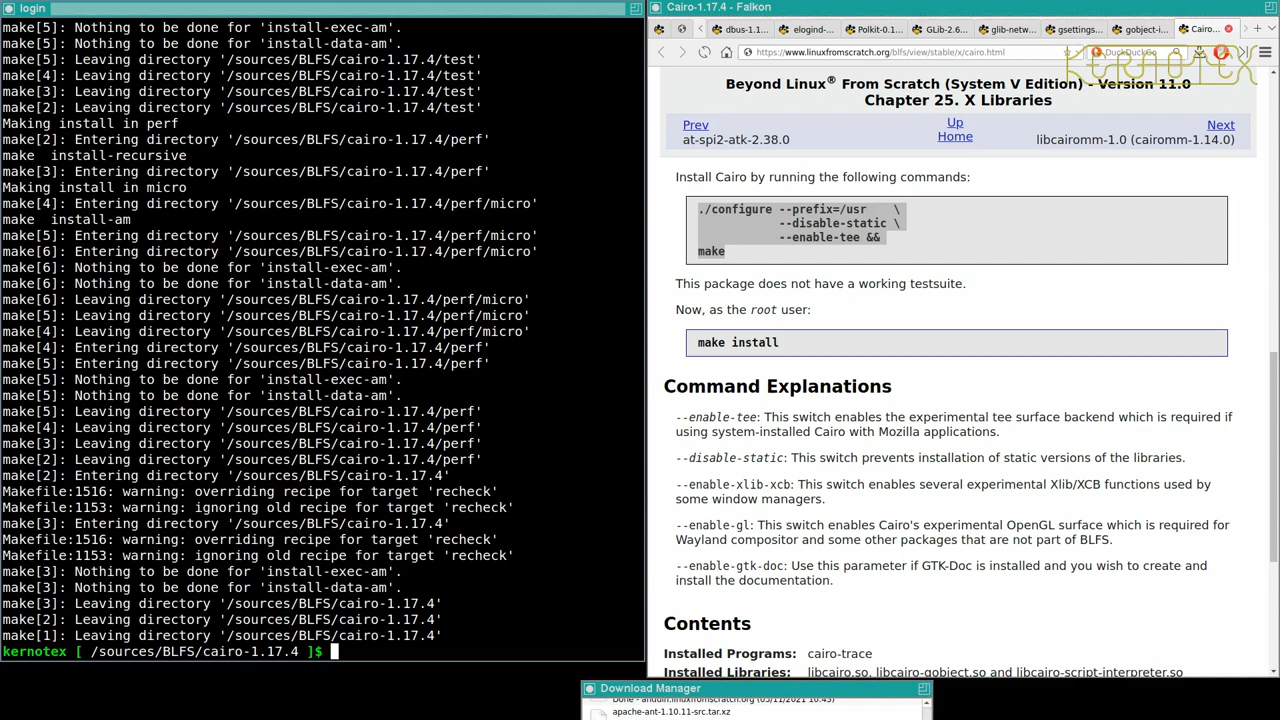 login
make[5]: Nothing to be done for 'install-exec-am'.
make[5]: Nothing to be done for 'install-data-am'.
make[5]: Leaving directory '/sources/BLFS/cairo-1.17.4/test'
make[4]: Leaving directory '/sources/BLFS/cairo-1.17.4/test'
make[3]: Leaving directory '/sources/BLFS/cairo-1.17.4/test'
make[2]: Leaving directory '/sources/BLFS/cairo-1.17.4/test'
Making install in perf
make[2]: Entering directory '/sources/BLFS/cairo-1.17.4/perf'
make  install-recursive
make[3]: Entering directory '/sources/BLFS/cairo-1.17.4/perf'
Making install in micro
make[4]: Entering directory '/sources/BLFS/cairo-1.17.4/perf/micro'
make  install-am
make[5]: Entering directory '/sources/BLFS/cairo-1.17.4/perf/micro'
make[6]: Entering directory '/sources/BLFS/cairo-1.17.4/perf/micro'
make[6]: Nothing to be done for 'install-exec-am'.
make[6]: Nothing to be done for 'install-data-am'.
make[6]: Leaving directory '/sources/BLFS/cairo-1.17.4/perf/micro'
make[5]: Leaving directory '/sources/BLFS/cairo-1.17.4/perf/micro'
make[4]: Leaving directory '/sources/BLFS/cairo-1.17.4/perf/micro'
make[4]: Entering directory '/sources/BLFS/cairo-1.17.4/perf'
make[5]: Entering directory '/sources/BLFS/cairo-1.17.4/perf'
make[5]: Nothing to be done for 'install-exec-am'.
make[5]: Nothing to be done for 'install-data-am'.
make[5]: Leaving directory '/sources/BLFS/cairo-1.17.4/perf'
make[4]: Leaving directory '/sources/BLFS/cairo-1.17.4/perf'
make[3]: Leaving directory '/sources/BLFS/cairo-1.17.4/perf'
make[2]: Leaving directory '/sources/BLFS/cairo-1.17.4/perf'
make[2]: Entering directory '/sources/BLFS/cairo-1.17.4'
Makefile:1516: warning: overriding recipe for target 'recheck'
Makefile:1153: warning: ignoring old recipe for target 'recheck'
make[3]: Entering directory '/sources/BLFS/cairo-1.17.4'
Makefile:1516: warning: overriding recipe for target 'recheck'
Makefile:1153: warning: ignoring old recipe for target 'recheck'
make[3]: Nothing to be done for 'install-exec-am'.
make[3]: Nothing to be done for 'install-data-am'.
make[3]: Leaving directory '/sources/BLFS/cairo-1.17.4'
make[2]: Leaving directory '/sources/BLFS/cairo-1.17.4'
make[1]: Leaving directory '/sources/BLFS/cairo-1.17.4'
kernotex [ /sources/BLFS/cairo-1.17.4 ]$
Cairo-1.17.4 - Falkon
dbus-1.1... elogind-... Polkit-0.1... GLib-2.6... glib-netw... gsettings... gobject-i... Cairo...
https://www.linuxfromscratch.org/blfs/view/stable/x/cairo.html DuckDuckGo
KERNOTEX
Beyond Linux® From Scratch (System V Edition) - Version 11.0
Chapter 25. X Libraries
Prev Up Next
at-spi2-atk-2.38.0 Home libcairomm-1.0 (cairomm-1.14.0)
Install Cairo by running the following commands:
./configure --prefix=/usr    \
--disable-static \
--enable-tee &&
make
This package does not have a working testsuite.
Now, as the root user:
make install
Command Explanations
--enable-tee: This switch enables the experimental tee surface backend which is required if
using system-installed Cairo with Mozilla applications.
--disable-static: This switch prevents installation of static versions of the libraries.
--enable-xlib-xcb: This switch enables several experimental Xlib/XCB functions used by
some window managers.
--enable-gl: This switch enables Cairo's experimental OpenGL surface which is required for
Wayland compositor and some other packages that are not part of BLFS.
--enable-gtk-doc: Use this parameter if GTK-Doc is installed and you wish to create and
install the documentation.
Contents
Installed Programs: cairo-trace
Installed Libraries: libcairo.so, libcairo-gobject.so and libcairo-script-interpreter.so
Download Manager
Done - anduin.linuxfromscratch.org (05/11/2021 10:45)
apache-ant-1.10.11-src.tar.xz